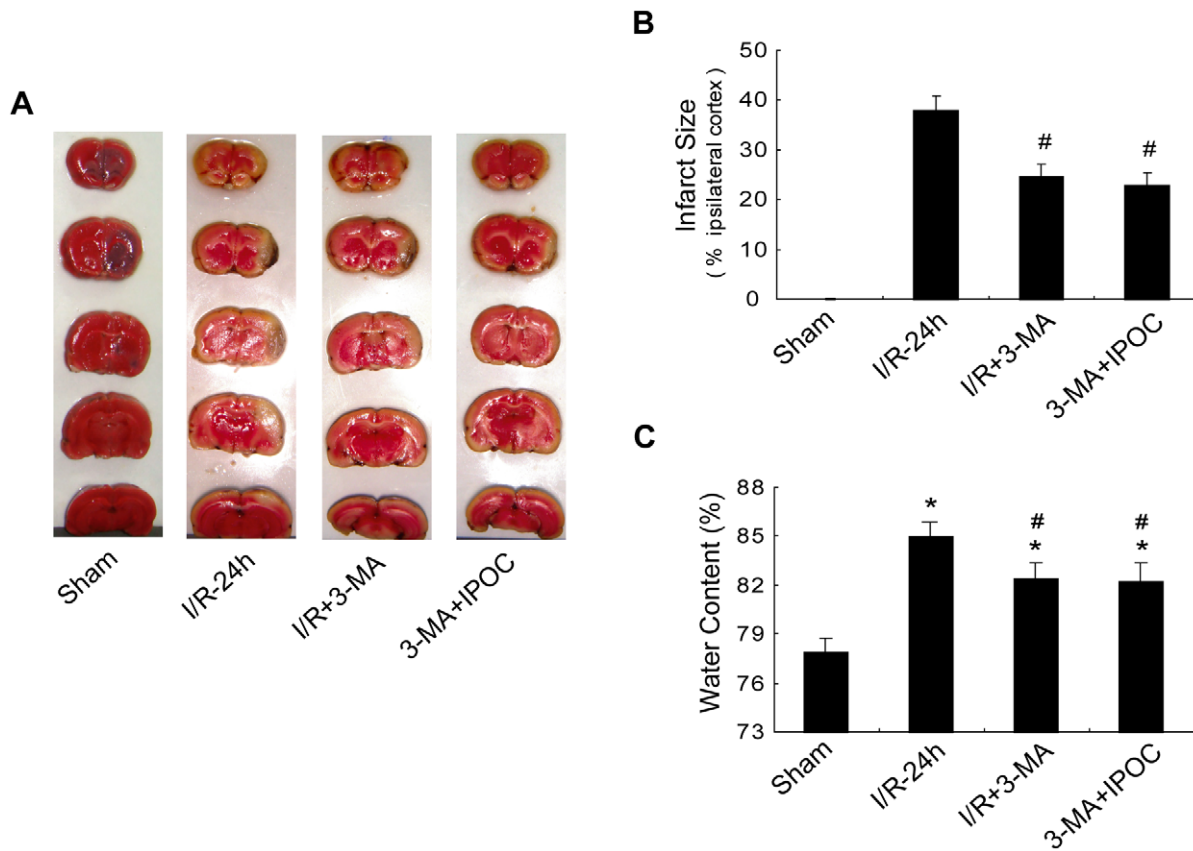 A
Sham
I/R-24h
I/R+3-MA
3-MA+IPOC
B
Infarct Size
( % ipsilateral cortex )
50
40
30
20
10
0
#
#
Sham
I/R-24h
I/R+3-MA
3-MA+IPOC
C
Water Content (%)
88
85
82
79
76
73
*
#
*
#
*
Sham
I/R-24h
I/R+3-MA
3-MA+IPOC